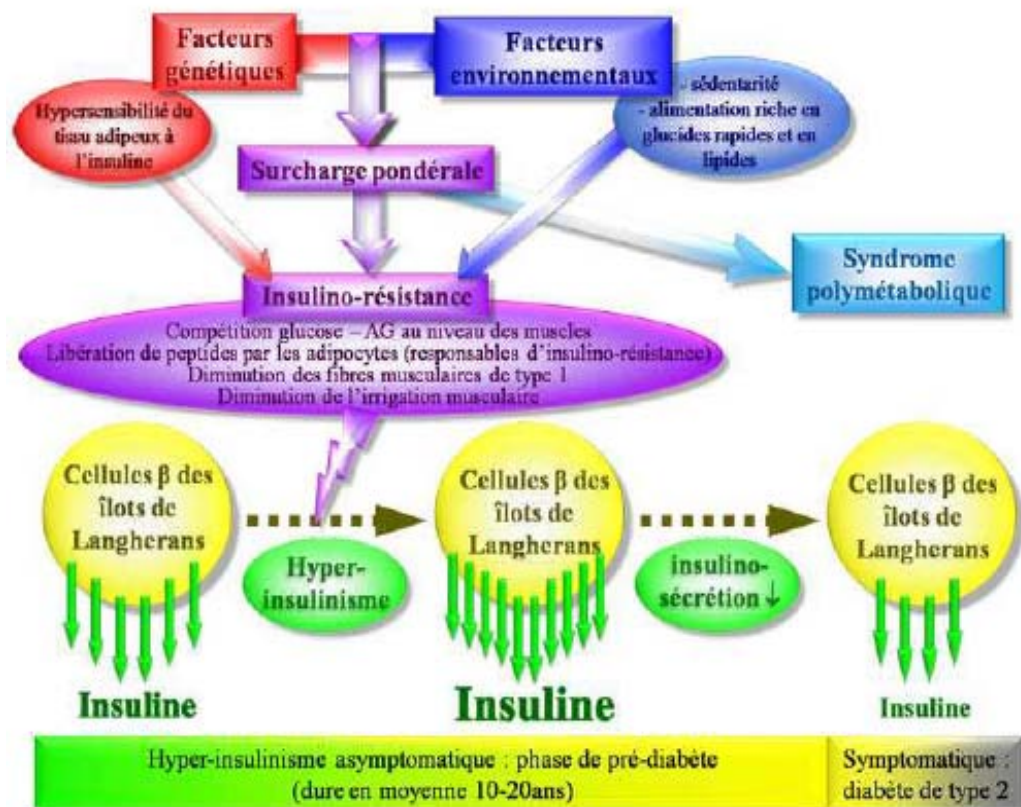 Facteurs
génétiques
Facteurs
environnementaux
Hypersensibilité du
tissu adipeux à
l'insuline
- sédentarité
- alimentation riche en
glucides rapides et en
lipides
Surcharge pondérale
Syndrome
polymétabolique
Insulino-résistance
Compétition glucose – AG au niveau des muscles
Libération de peptides par les adipocytes (responsables d'insulino-résistance)
Diminution des fibres musculaires de type 1
Diminution de l'irrigation musculaire
Cellules β des
îlots de
Langherans
Hyper-
insulinisme
Cellules β des
îlots de
Langherans
insulino-
sécrétion ↓
Cellules β des
îlots de
Langherans
Insuline
Insuline
Insuline
Hyper-insulinisme asymptomatique : phase de pré-diabète
(dure en moyenne 10-20ans)
Symptomatique :
diabète de type 2